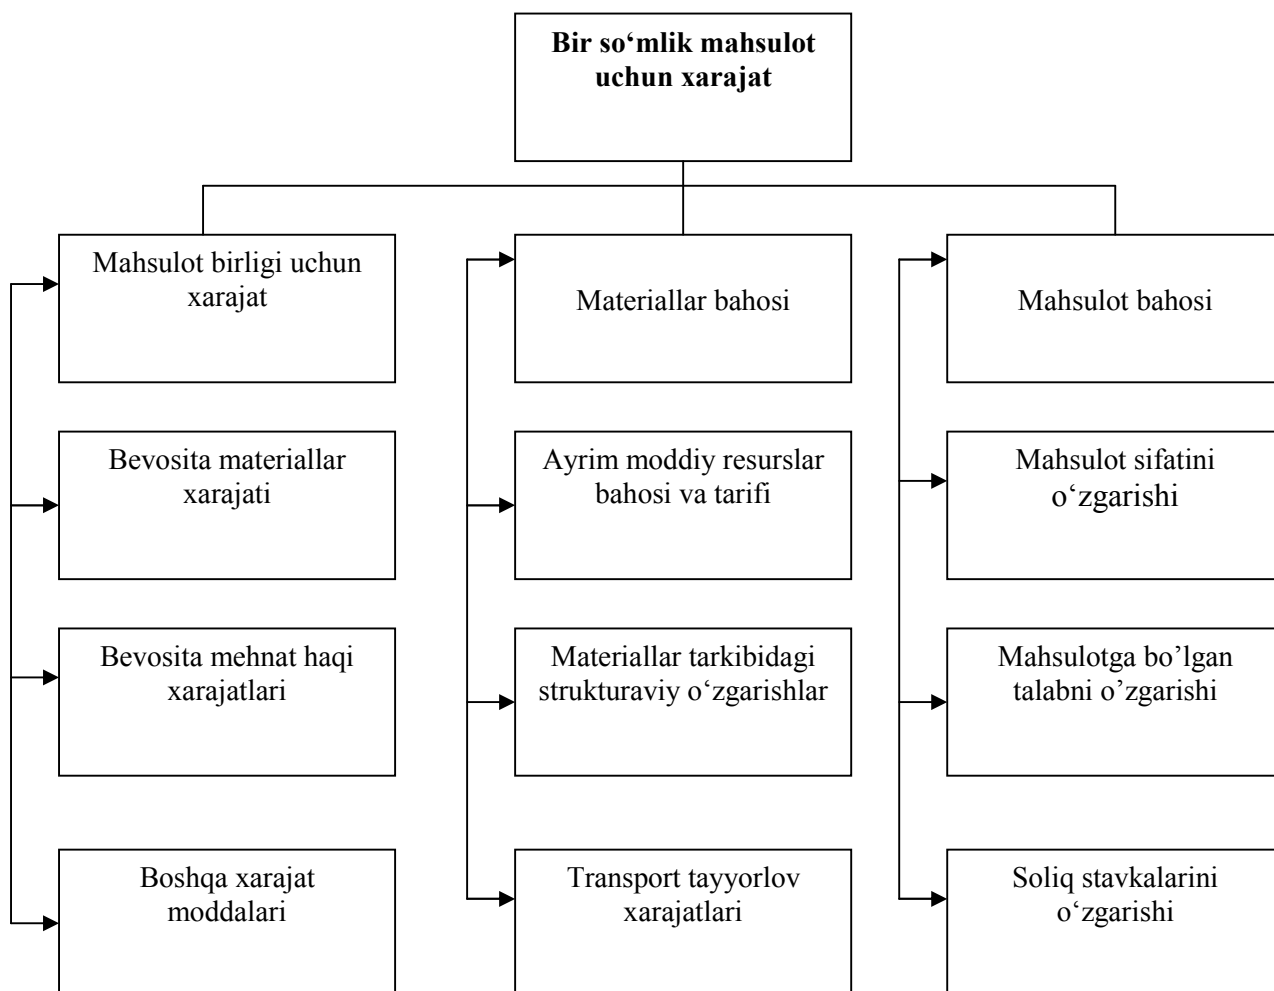 Bir so‘mlik mahsulot
uchun xarajat
Mahsulot birligi uchun
xarajat
Materiallar bahosi
Mahsulot bahosi
Bevosita materiallar
xarajati
Ayrim moddiy resurslar
bahosi va tarifi
Mahsulot sifatini
o‘zgarishi
Bevosita mehnat haqi
xarajatlari
Materiallar tarkibidagi
strukturaviy o‘zgarishlar
Mahsulotga bo’lgan
talabni o’zgarishi
Boshqa xarajat
moddalari
Transport tayyorlov
xarajatlari
Soliq stavkalarini
o‘zgarishi